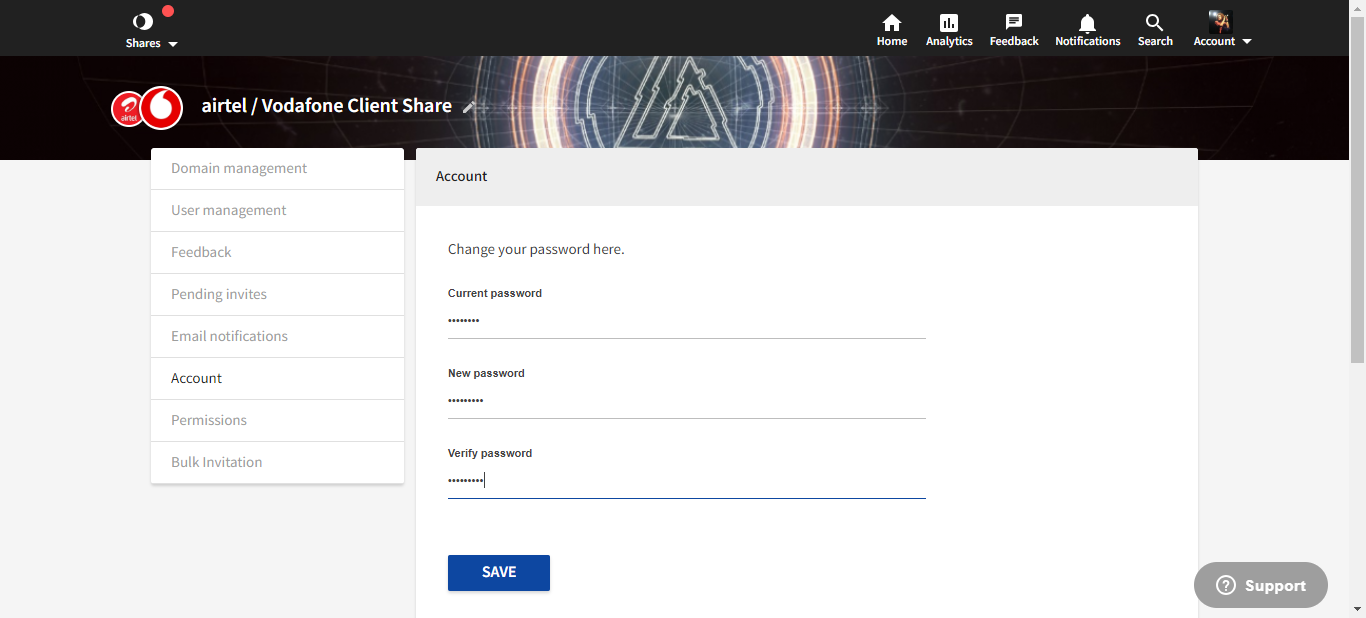 Shares
Home
Analytics
Feedback
Notifications
Search
Account
airtel
airtel / Vodafone Client Share
Domain management
User management
Feedback
Pending invites
Email notifications
Account
Permissions
Bulk Invitation
Account
Change your password here.
Current password
••••••••
New password
•••••••••
Verify password
•••••••••
SAVE
? Support